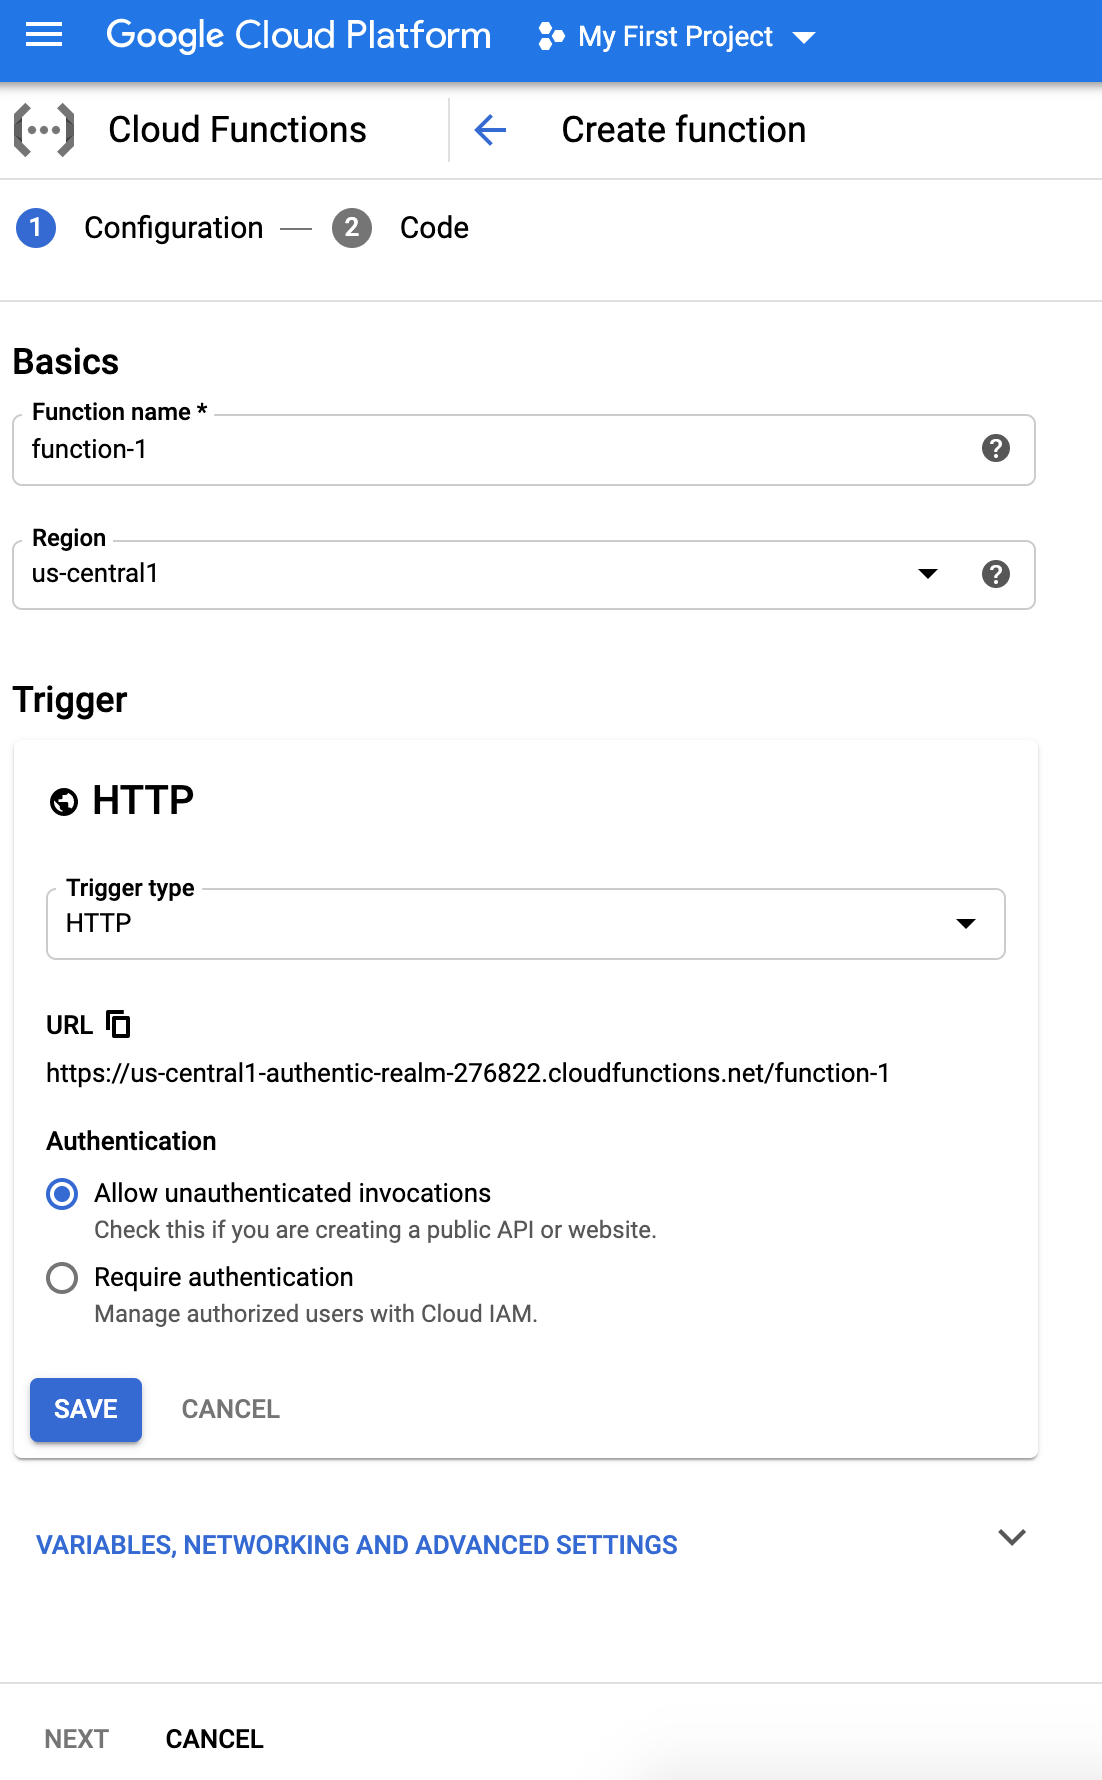 Google Cloud Platform My First Project
Cloud Functions Create function
1 Configuration — 2 Code
Basics
Function name *
function-1
Region
us-central1
Trigger
HTTP
Trigger type
HTTP
URL
https://us-central1-authentic-realm-276822.cloudfunctions.net/function-1
Authentication
Allow unauthenticated invocations
Check this if you are creating a public API or website.
Require authentication
Manage authorized users with Cloud IAM.
SAVE CANCEL
VARIABLES, NETWORKING AND ADVANCED SETTINGS
NEXT CANCEL